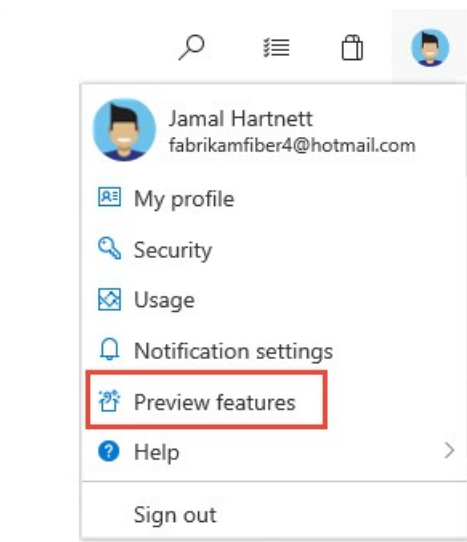 Jamal Hartnett
fabrikamfiber4@hotmail.com
My profile
Security
Usage
Notification settings
Preview features
Help
Sign out